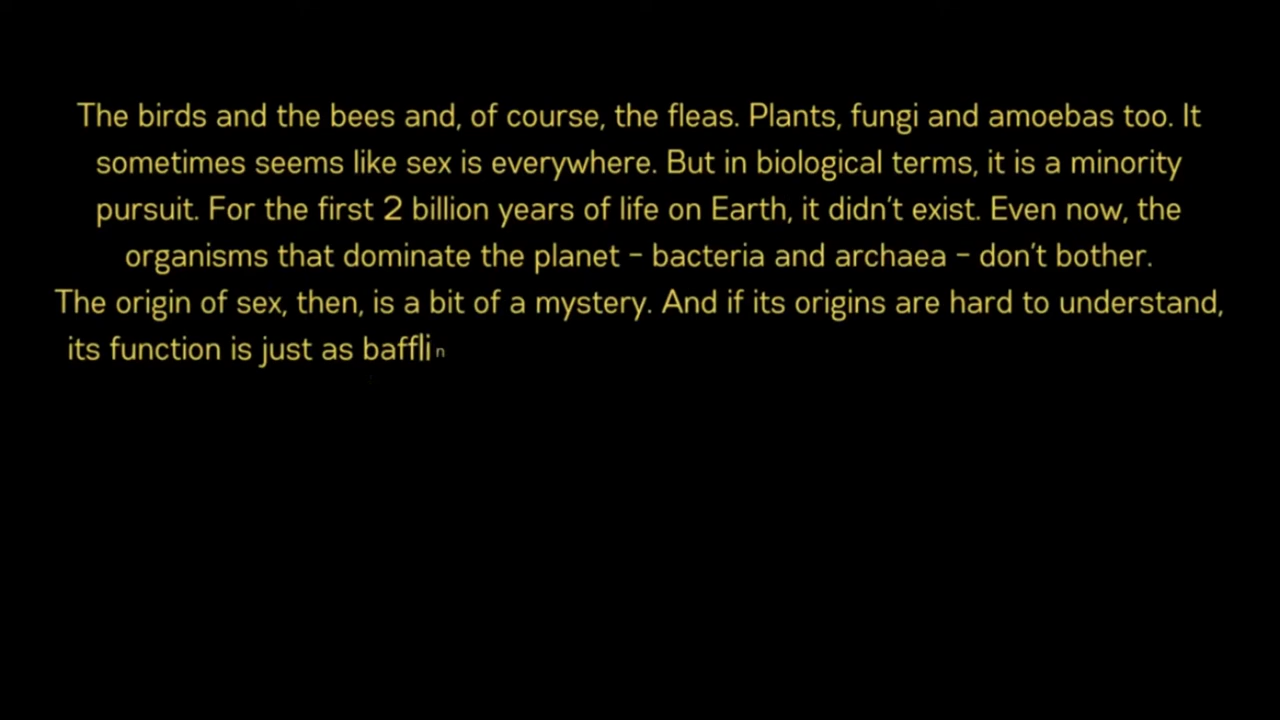 The birds and the bees and, of course, the fleas. Plants, fungi and amoebas too. It
sometimes seems like sex is everywhere. But in biological terms, it is a minority
pursuit. For the first 2 billion years of life on Earth, it didn't exist. Even now, the
organisms that dominate the planet – bacteria and archaea – don't bother.
The origin of sex, then, is a bit of a mystery. And if its origins are hard to understand,
its function is just as bafflin